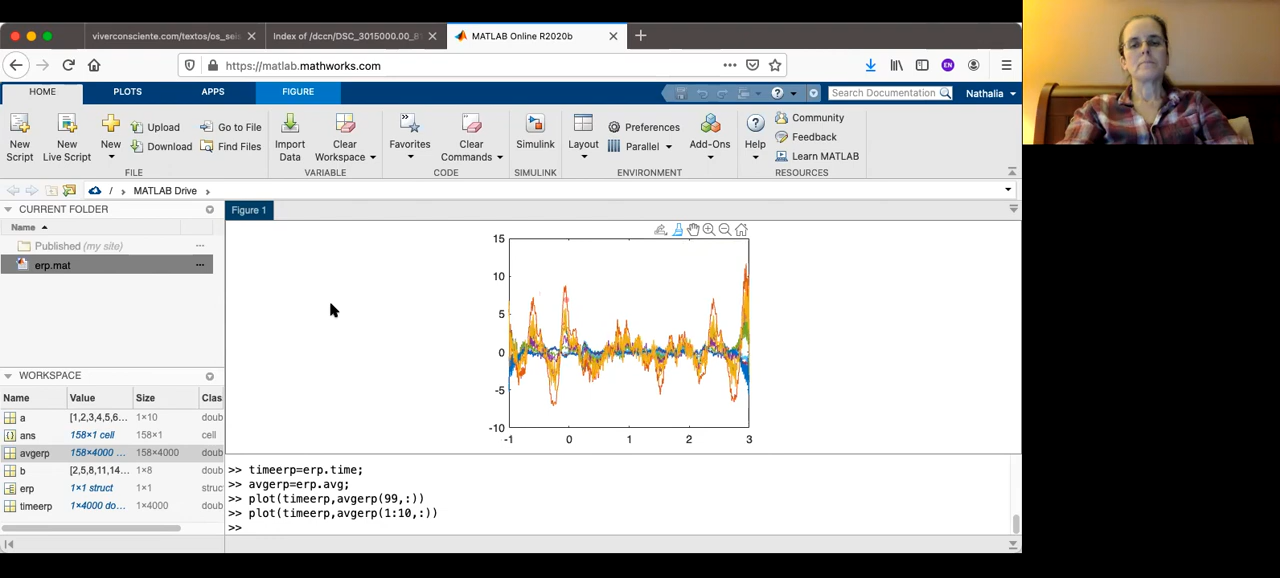 viverconsciente.com/textos/os_sei
Index of /dccn/DSC_3015000.00_
MATLAB Online R2020b
https://matlab.mathworks.com
EN
HOME
PLOTS
APPS
FIGURE
Search Documentation
Nathalia
New Script
New Live Script
New
Upload
Download
Go to File
Find Files
Import Data
Clear Workspace
Favorites
Clear Commands
Simulink
Layout
Preferences
Parallel
Add-Ons
Help
Community
Feedback
Learn MATLAB
FILE
VARIABLE
CODE
SIMULINK
ENVIRONMENT
RESOURCES
/ MATLAB Drive
CURRENT FOLDER
Name
Published (my site)
erp.mat
Figure 1
15
10
5
0
-5
-10
-1 0 1 2 3
WORKSPACE
Name Value Size Clas
a [1,2,3,4,5,6... 1×10 doub
ans 158×1 cell 158×1 cell
avgerp 158×4000 ... 158×4000 doub
b [2,5,8,11,14... 1×8 doub
erp 1×1 struct 1×1 struc
timeerp 1×4000 do... 1×4000 doub
>> timeerp=erp.time;
>> avgerp=erp.avg;
>> plot(timeerp,avgerp(99,:))
>> plot(timeerp,avgerp(1:10,:))
>>